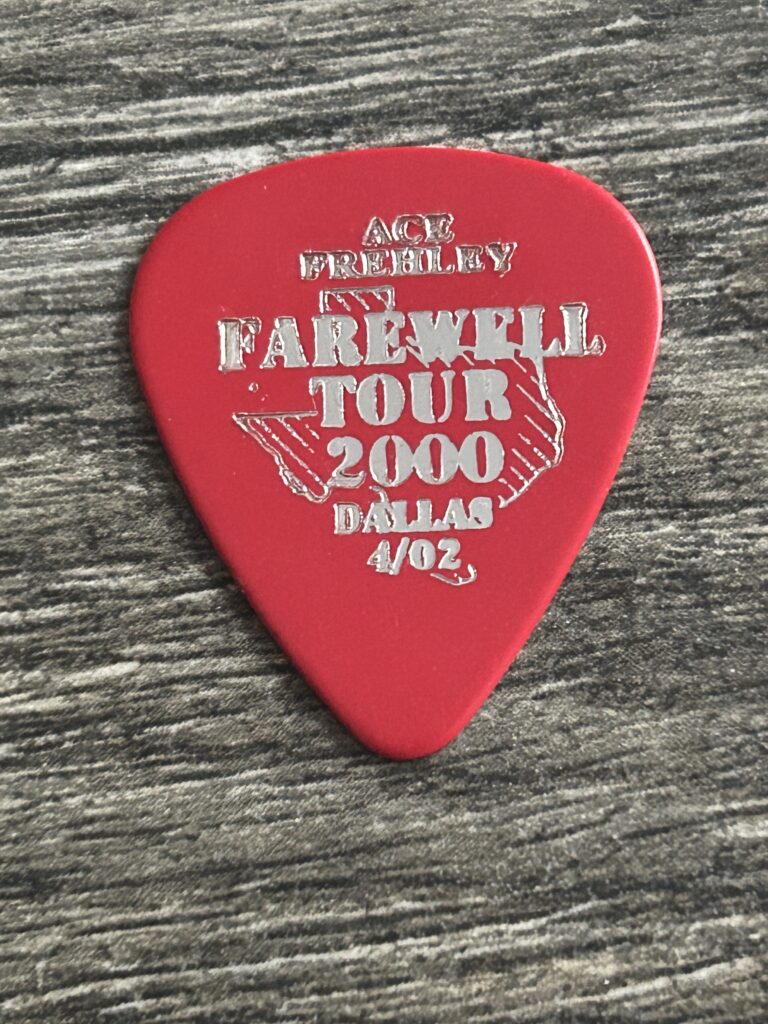 ACE
FREHLEY
FAREWELL
TOUR
2000
DALLAS
4/02